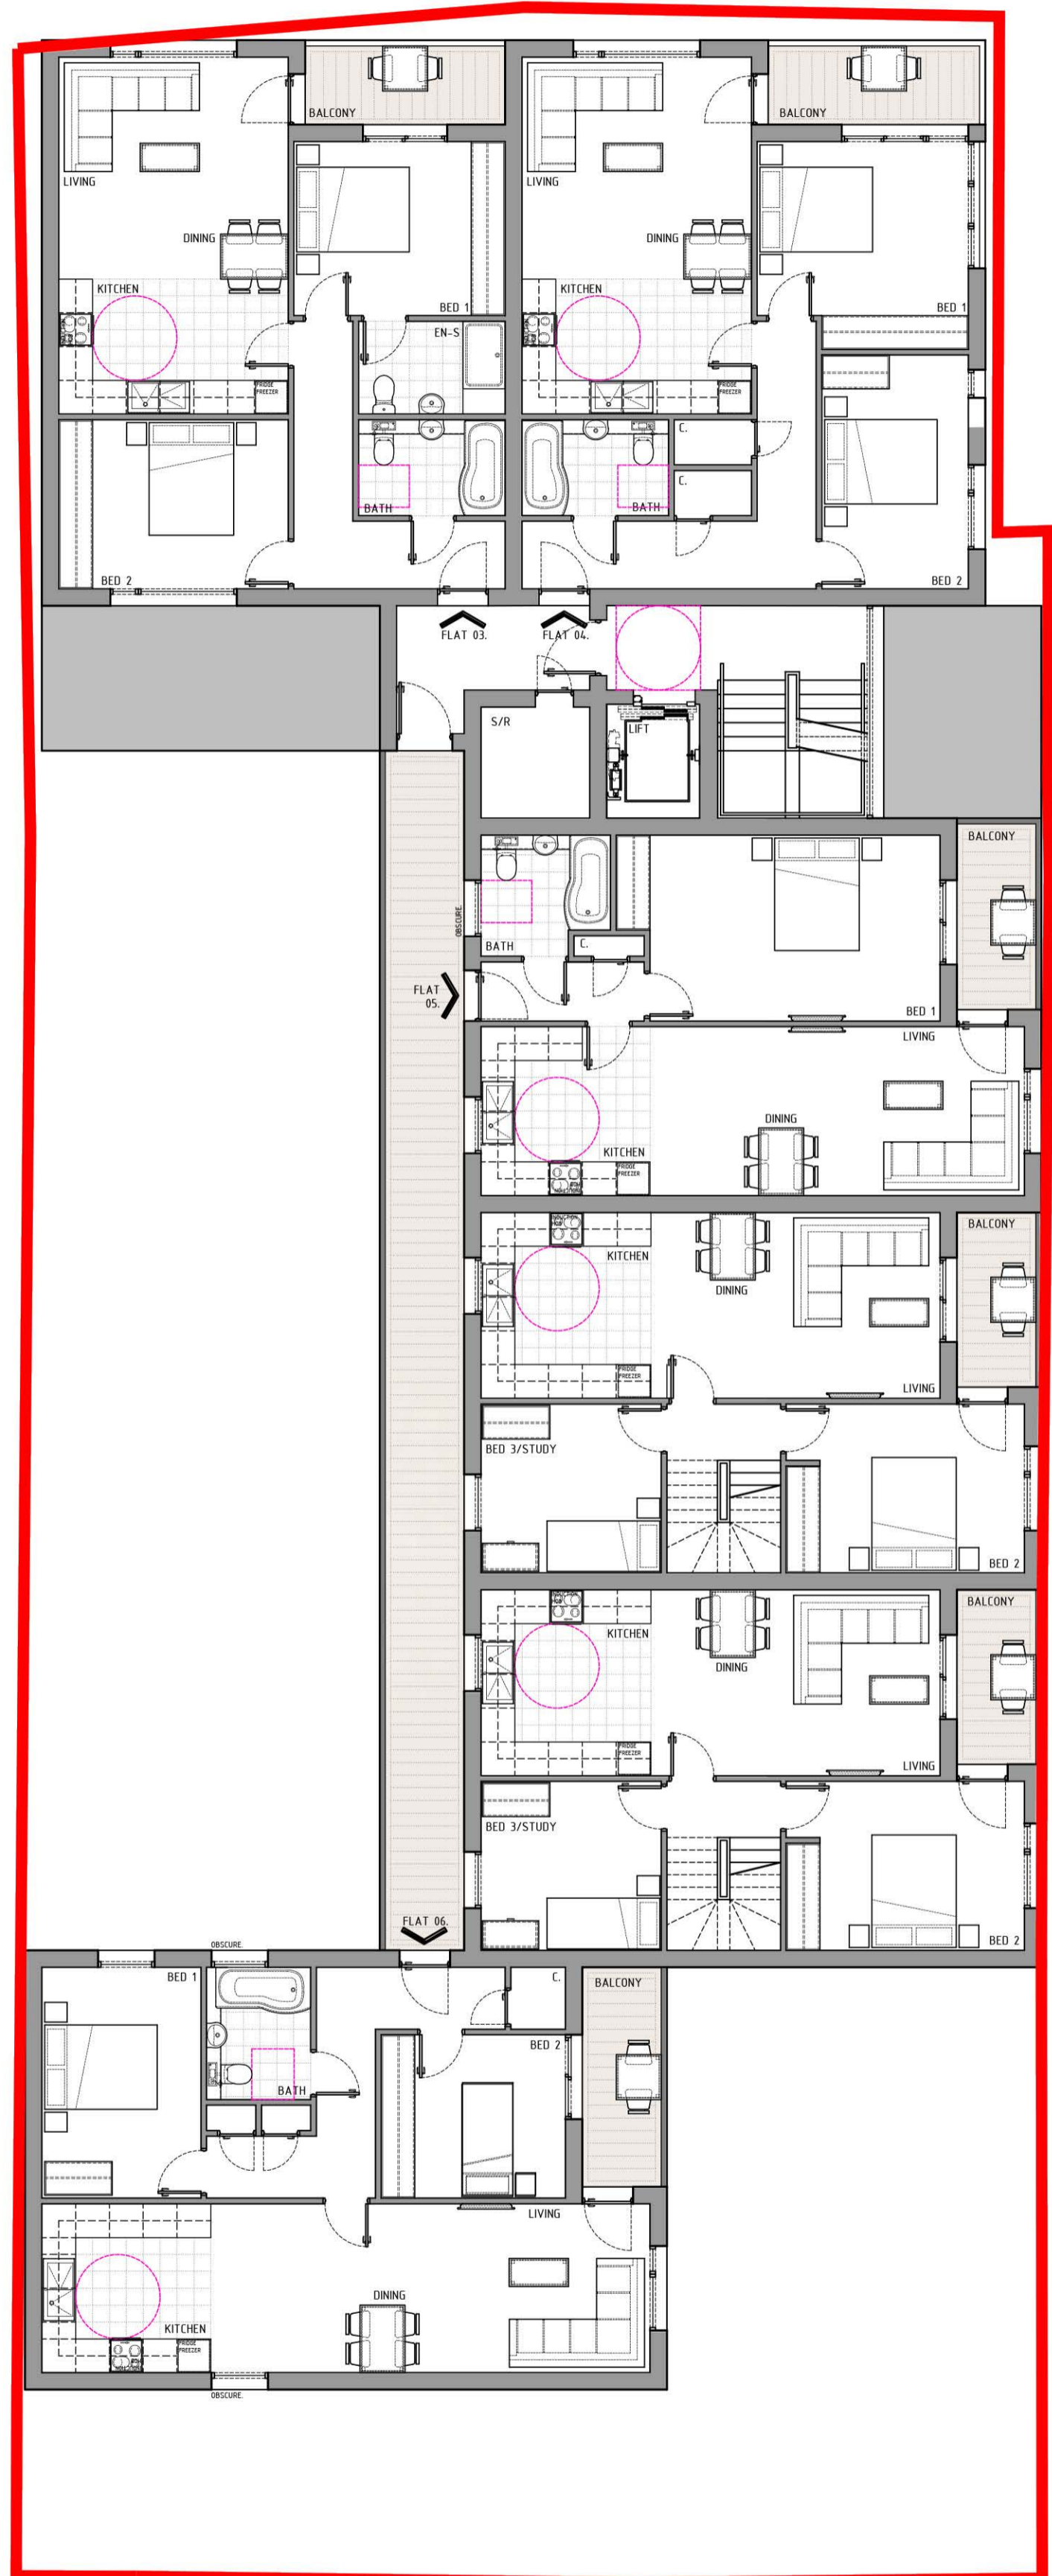 BALCONY
BALCONY
LIVING
LIVING
DINING
DINING
KITCHEN
KITCHEN
BED 1
BED 1
EN-S
FRIDGE
FREEZER
FRIDGE
FREEZER
C.
C.
BATH
BATH
BED 2
BED 2
FLAT 03.
FLAT 04.
S/R
LIFT
BALCONY
OBSCURE.
BATH
C.
FLAT
05.
BED 1
LIVING
DINING
KITCHEN
FRIDGE
FREEZER
INDUCTION
HOB
BALCONY
KITCHEN
DINING
FRIDGE
FREEZER
LIVING
BED 3/STUDY
BED 2
INDUCTION
HOB
BALCONY
KITCHEN
DINING
FRIDGE
FREEZER
LIVING
BED 3/STUDY
FLAT 06.
BED 2
OBSCURE.
BED 1
C.
BALCONY
BED 2
BATH
LIVING
DINING
KITCHEN
FRIDGE
FREEZER
OBSCURE.